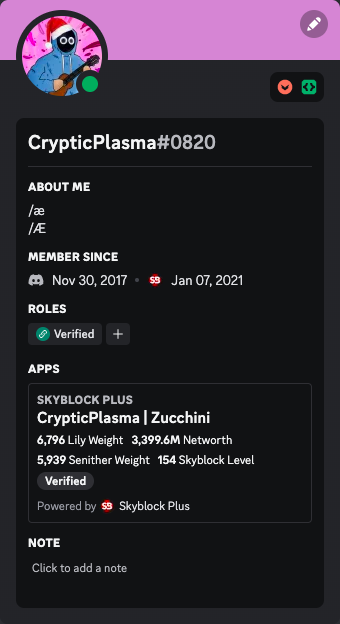 CrypticPlasma#0820
ABOUT ME
/æ
/Æ
MEMBER SINCE
Nov 30, 2017 • SB Jan 07, 2021
ROLES
Verified +
APPS
SKYBLOCK PLUS
CrypticPlasma | Zucchini
6,796 Lily Weight 3,399.6M Networth
5,939 Senither Weight 154 Skyblock Level
Verified
Powered by SB Skyblock Plus
NOTE
Click to add a note